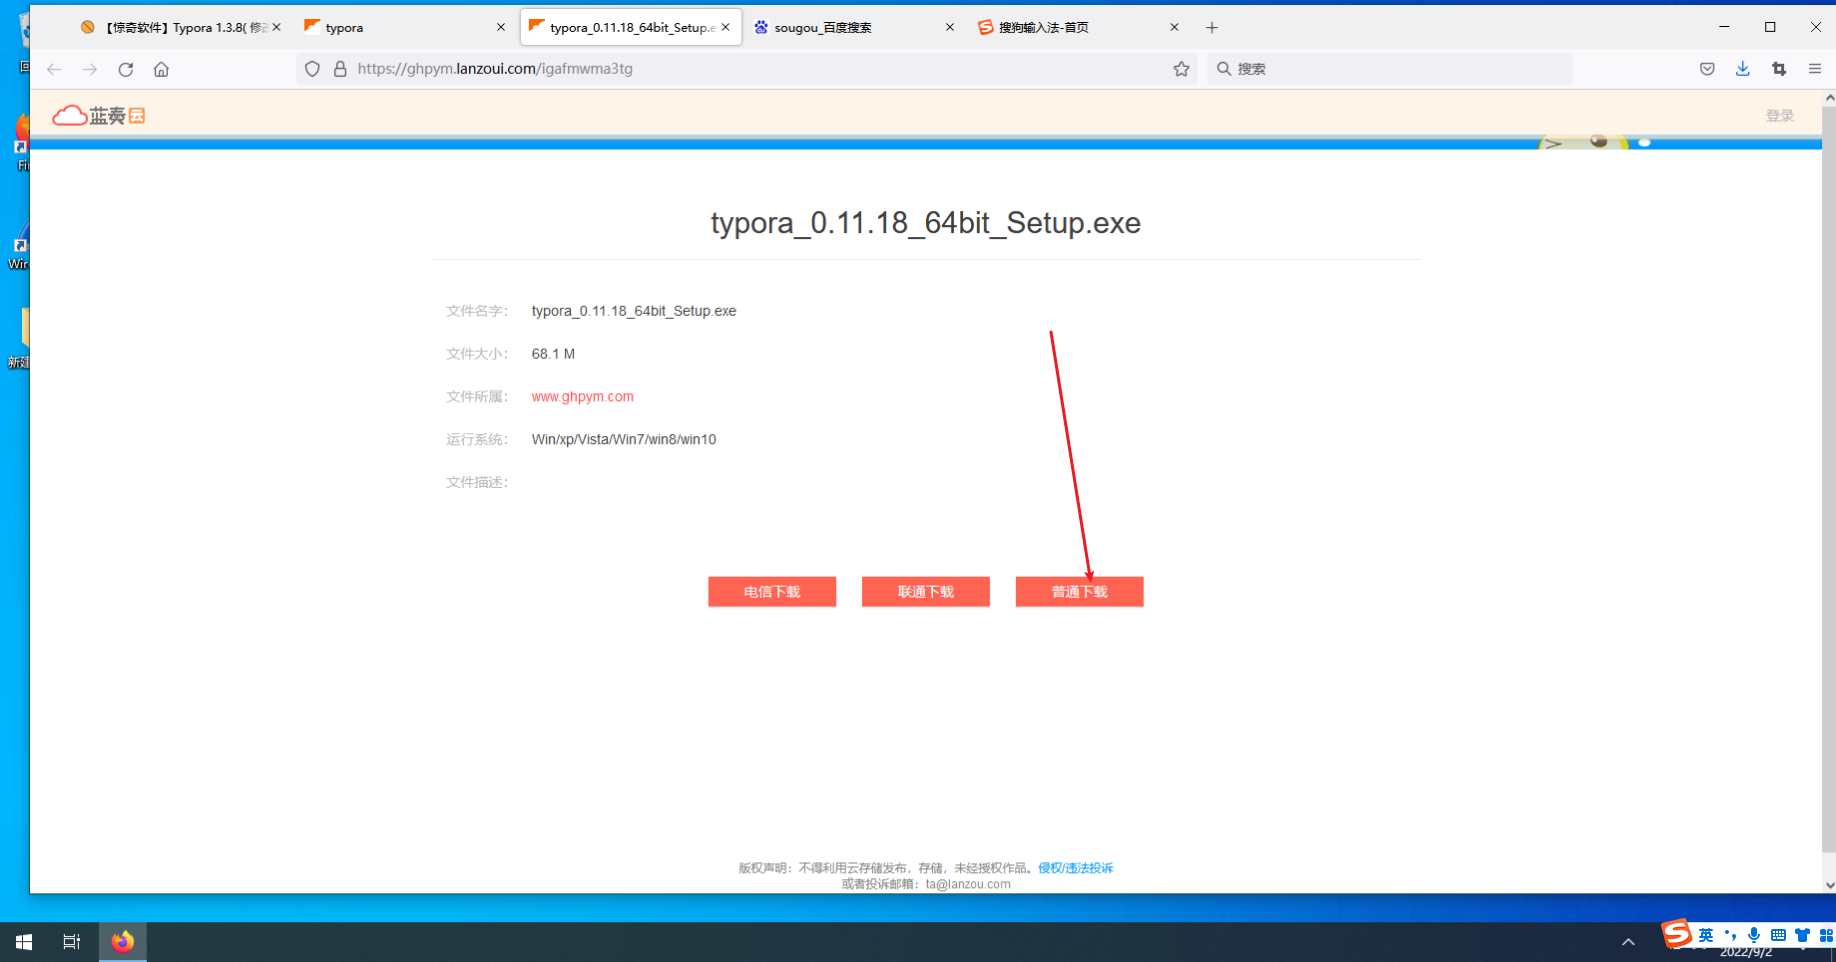 【惊奇软件】Typora 1.3.8( 修
typora
typora_0.11.18_64bit_Setup.e
sougou_百度搜索
搜狗输入法-首页
https://ghpym.lanzoui.com/igafmwma3tg
搜索
蓝奏云
登录
typora_0.11.18_64bit_Setup.exe
文件名字： typora_0.11.18_64bit_Setup.exe
文件大小： 68.1 M
文件所属： www.ghpym.com
运行系统： Win/xp/Vista/Win7/win8/win10
文件描述：
电信下载 联通下载 普通下载
版权声明：不得利用云存储发布，存储，未经授权作品。侵权/违法投诉
或者投诉邮箱：ta@lanzou.com
回
Fi
Wir
新建
英
2022/9/2